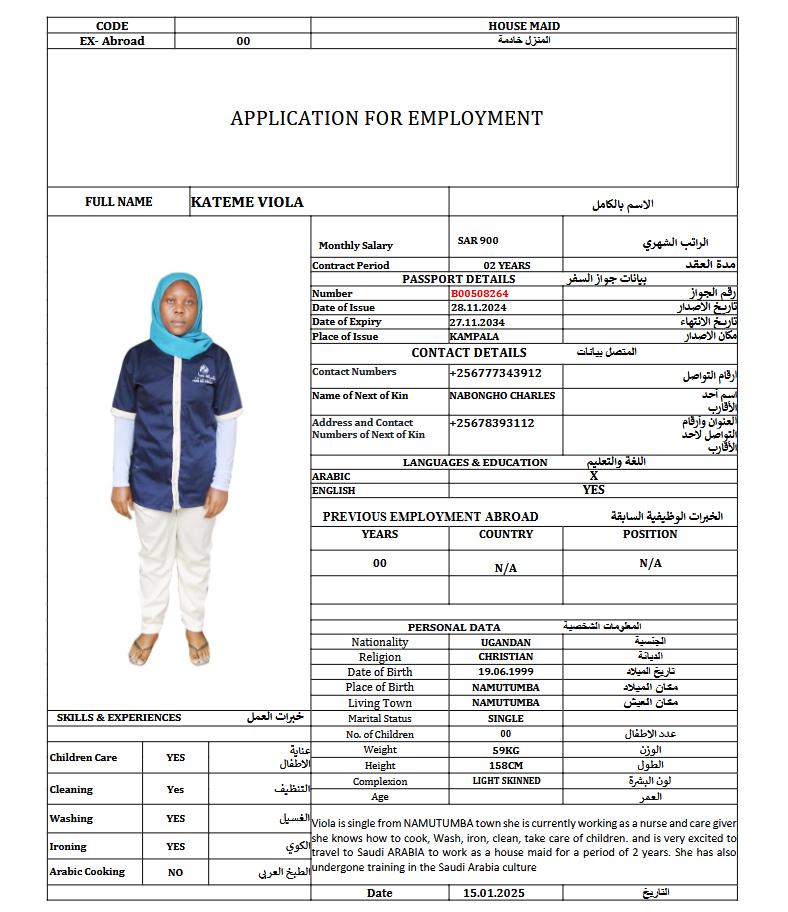 CODE HOUSE MAID
EX- Abroad 00 المنزل خادمة
APPLICATION FOR EMPLOYMENT
FULL NAME KATEME VIOLA الاسم بالكامل
Monthly Salary SAR 900 الراتب الشهري
Contract Period 02 YEARS مدة العقد
PASSPORT DETAILS بيانات جواز السفر
Number B00508264 رقم الجواز
Date of Issue 28.11.2024 تاريخ الاصدار
Date of Expiry 27.11.2034 تاريخ الانتهاء
Place of Issue KAMPALA مكان الاصدار
CONTACT DETAILS المتصل بيانات
Contact Numbers +256777343912 ارقام التواصل
Name of Next of Kin NABONGHO CHARLES اسم أحد
الأقارب
Address and Contact +25678393112 العنوان وأرقام
Numbers of Next of Kin التواصل لاحد
الأقارب
LANGUAGES & EDUCATION اللغة والتعليم
ARABIC X
ENGLISH YES
PREVIOUS EMPLOYMENT ABROAD الخبرات الوظيفية السابقة
YEARS COUNTRY POSITION
00 N/A N/A
PERSONAL DATA المعلومات الشخصية
Nationality UGANDAN الجنسية
Religion CHRISTIAN الديانة
Date of Birth 19.06.1999 تاريخ الميلاد
Place of Birth NAMUTUMBA مكان الميلاد
Living Town NAMUTUMBA مكان العيش
Marital Status SINGLE
No. of Children 00 عدد الاطفال
Weight 59KG الوزن
Height 158CM الطول
Complexion LIGHT SKINNED لون البشرة
Age العمر
SKILLS & EXPERIENCES خبرات العمل
Children Care YES عناية
الاطفال
Cleaning Yes التنظيف
Washing YES الغسيل
Ironing YES الكوي
Arabic Cooking NO الطبخ العربي
Viola is single from NAMUTUMBA town she is currently working as a nurse and care giver
she knows how to cook, Wash, iron, clean, take care of children. and is very excited to
travel to Saudi ARABIA to work as a house maid for a period of 2 years. She has also
undergone training in the Saudi Arabia culture
Date 15.01.2025 التاريخ